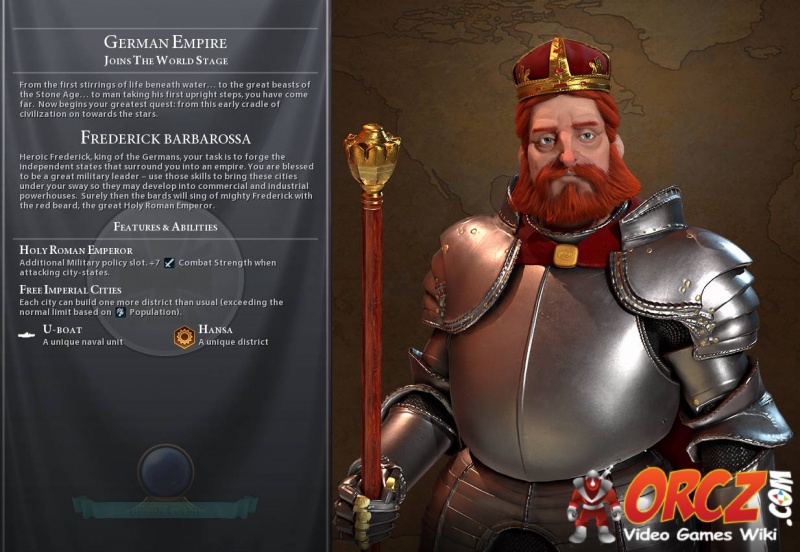 German Empire
Joins The World Stage
From the first stirrings of life beneath water... to the great beasts of
the Stone Age... to man taking his first upright steps, you have come
far. Now begins your greatest quest: from this early cradle of
civilization on towards the stars.
Frederick barbarossa
Heroic Frederick, king of the Germans, your task is to forge the
independent states that surround you into an empire. You are blessed
to be a great military leader – use those skills to bring these cities
under your sway so they may develop into commercial and industrial
powerhouses. Surely then the bards will sing of mighty Frederick with
the red beard, the great Holy Roman Emperor.
Features & Abilities
Holy Roman Emperor
Additional Military policy slot. +7 Combat Strength when
attacking city-states.
Free Imperial Cities
Each city can build one more district than usual (exceeding the
normal limit based on Population).
U-boat
A unique naval unit
Hansa
A unique district
ORCZ.COM
Video Games Wiki